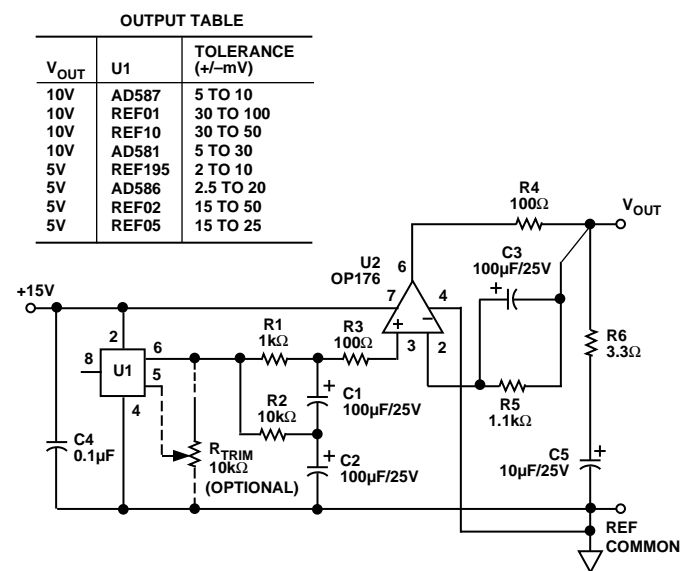 OUTPUT TABLE
V_OUT U1 TOLERANCE (+/–mV)
10V AD587 5 TO 10
10V REF01 30 TO 100
10V REF10 30 TO 50
10V AD581 5 TO 30
5V REF195 2 TO 10
5V AD586 2.5 TO 20
5V REF02 15 TO 50
5V REF05 15 TO 25
R4
100Ω
V_OUT
C3
100µF/25V
U2
OP176
6
7
4
+
–
3
2
+
+15V
2
8
U1
6
5
4
R1
1kΩ
R3
100Ω
R2
10kΩ
+
C1
100µF/25V
+
C2
100µF/25V
C4
0.1µF
R_TRIM
10kΩ
(OPTIONAL)
R5
1.1kΩ
R6
3.3Ω
C5
10µF/25V
+
REF
COMMON